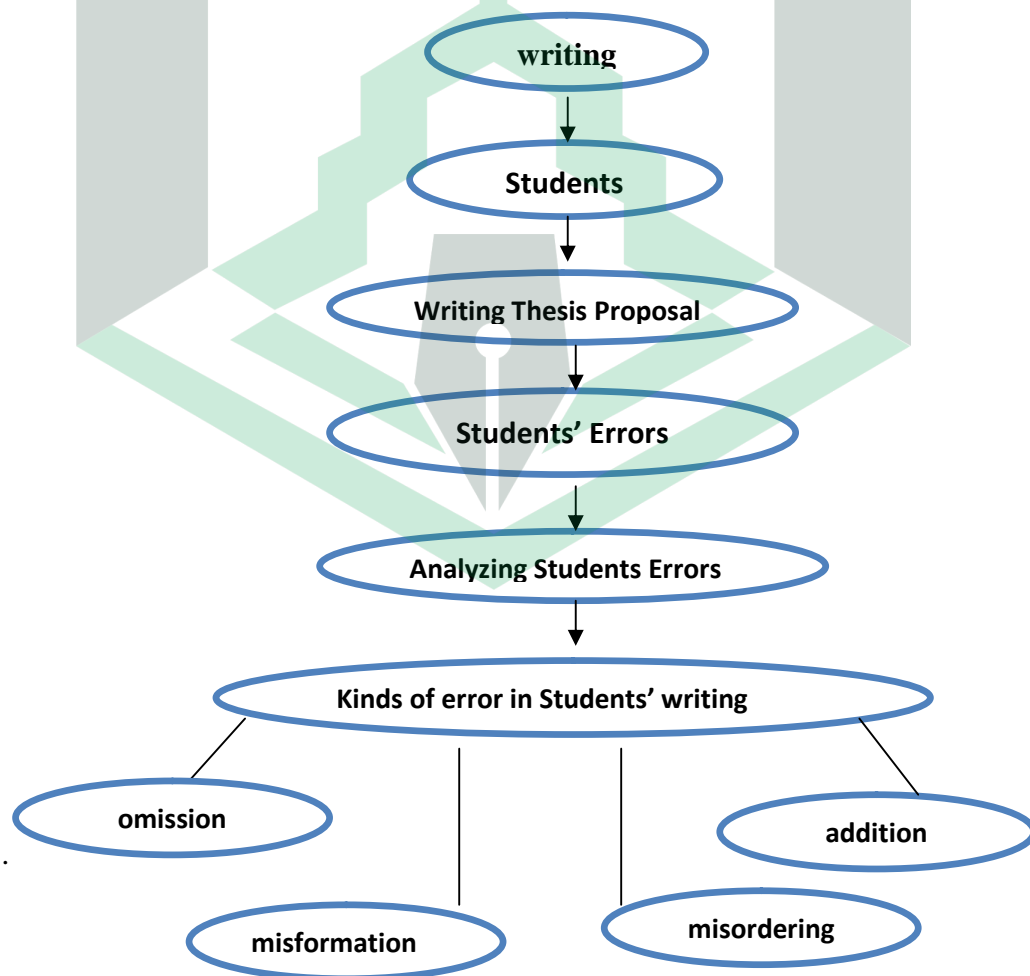 writing
Students
Writing Thesis Proposal
Students’ Errors
Analyzing Students Errors
Kinds of error in Students’ writing
omission
addition
.
misformation
misordering